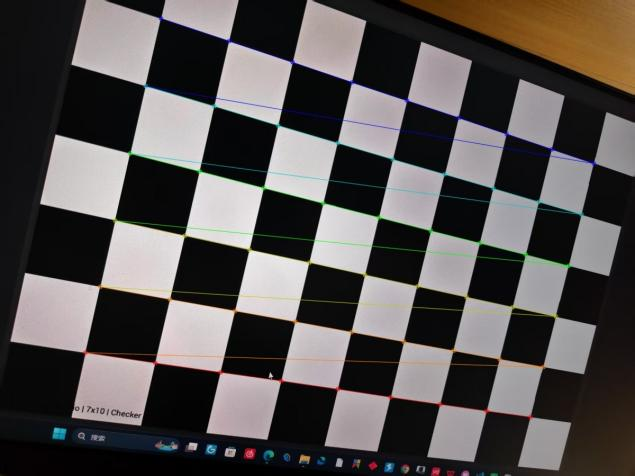 o | 7x10 | Checker
搜索